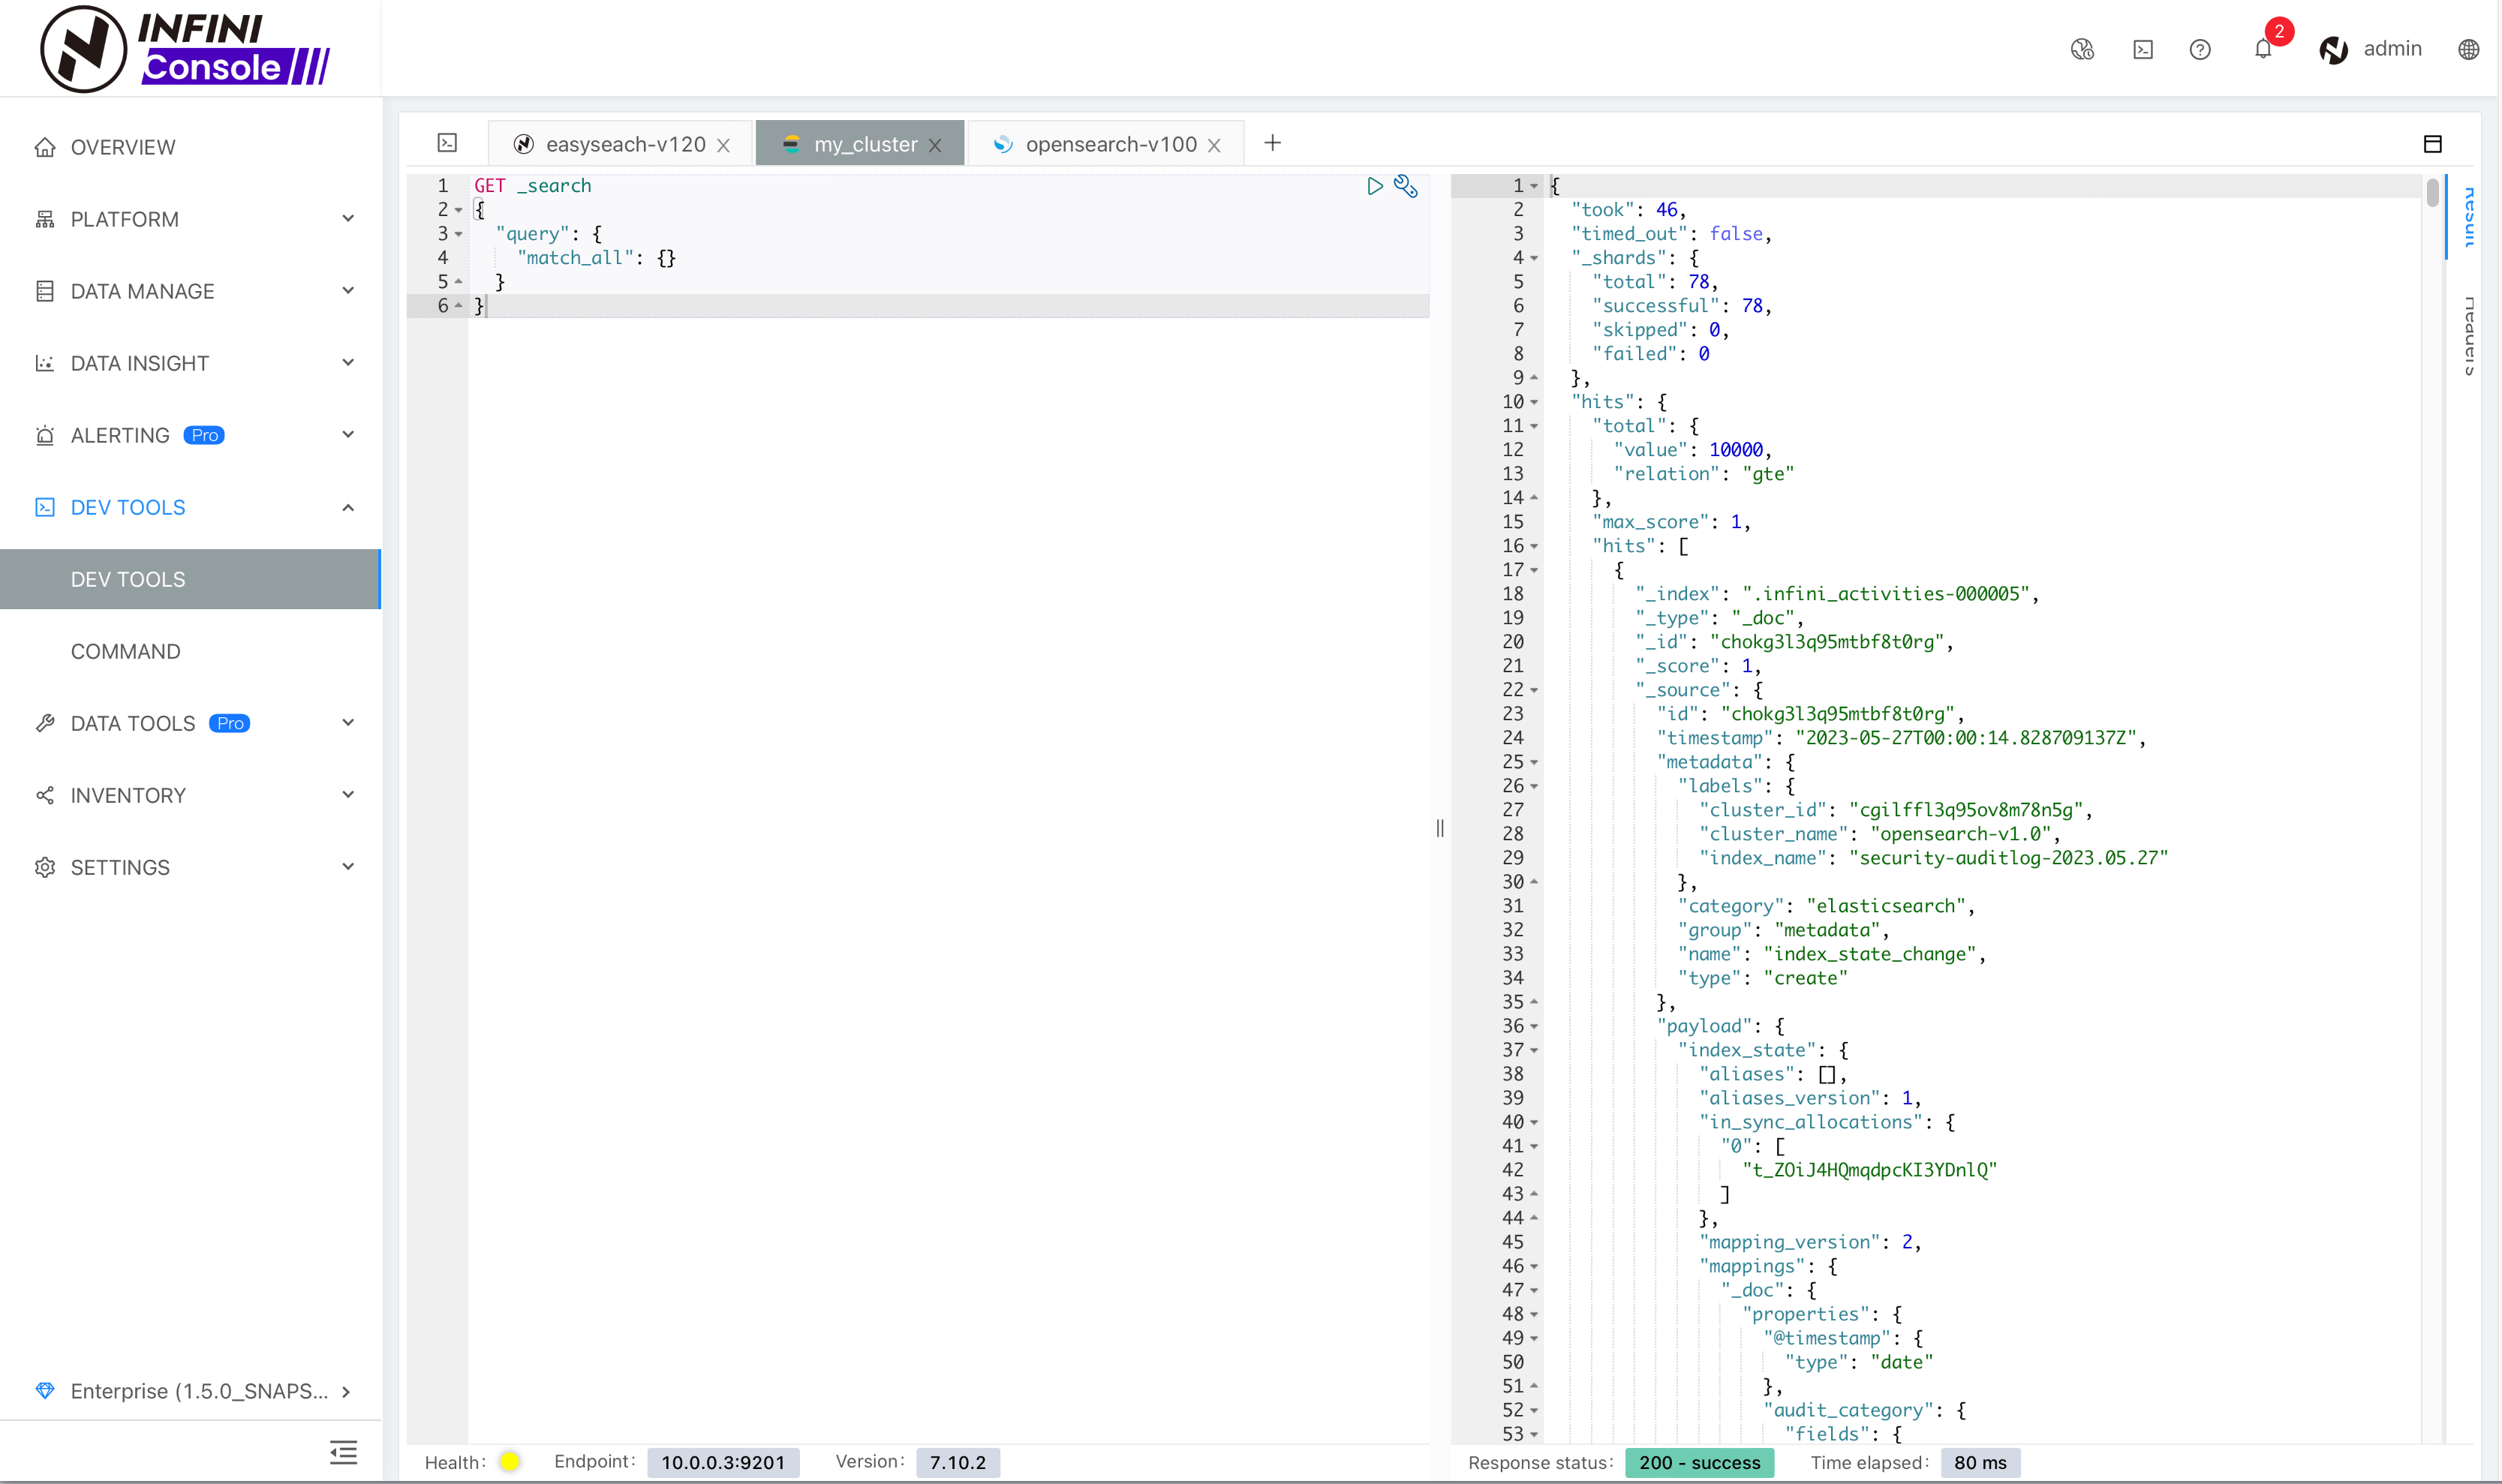 INFINI
Console
2
admin
OVERVIEW
PLATFORM
DATA MANAGE
DATA INSIGHT
ALERTING Pro
DEV TOOLS
DEV TOOLS
COMMAND
DATA TOOLS Pro
INVENTORY
SETTINGS
Enterprise (1.5.0_SNAPS...
easyseach-v120
my_cluster
opensearch-v100
1 GET _search
2 {
3 "query": {
4 "match_all": {}
5 }
6 }
Health:
Endpoint: 10.0.0.3:9201
Version: 7.10.2
1 {
2 "took": 46,
3 "timed_out": false,
4 "_shards": {
5 "total": 78,
6 "successful": 78,
7 "skipped": 0,
8 "failed": 0
9 },
10 "hits": {
11 "total": {
12 "value": 10000,
13 "relation": "gte"
14 },
15 "max_score": 1,
16 "hits": [
17 {
18 "_index": ".infini_activities-000005",
19 "_type": "_doc",
20 "_id": "chokg3l3q95mtbf8t0rg",
21 "_score": 1,
22 "_source": {
23 "id": "chokg3l3q95mtbf8t0rg",
24 "timestamp": "2023-05-27T00:00:14.828709137Z",
25 "metadata": {
26 "labels": {
27 "cluster_id": "cgilffl3q95ov8m78n5g",
28 "cluster_name": "opensearch-v1.0",
29 "index_name": "security-auditlog-2023.05.27"
30 },
31 "category": "elasticsearch",
32 "group": "metadata",
33 "name": "index_state_change",
34 "type": "create"
35 },
36 "payload": {
37 "index_state": {
38 "aliases": [],
39 "aliases_version": 1,
40 "in_sync_allocations": {
41 "0": [
42 "t_ZOiJ4HQmqdpcKI3YDnlQ"
43 ]
44 },
45 "mapping_version": 2,
46 "mappings": {
47 "_doc": {
48 "properties": {
49 "@timestamp": {
50 "type": "date"
51 },
52 "audit_category": {
53 "fields": {
Result
Headers
Response status: 200 - success
Time elapsed: 80 ms